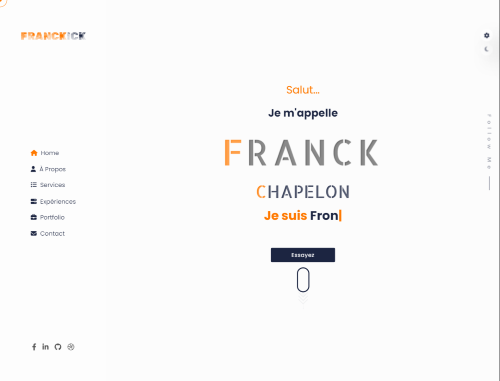 FRANCKICK
Home
À Propos
Services
Expériences
Portfolio
Contact
Salut...
Je m'appelle
FRANCK
CHAPELON
Je suis Fron
Essayez
Follow Me